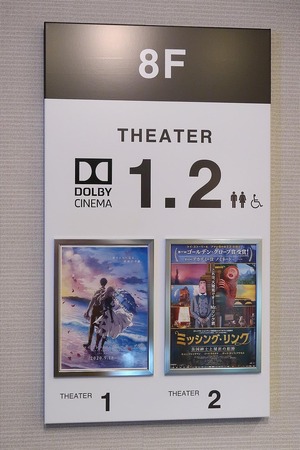 8F
THEATER
DOLBY
CINEMA
1.2
ゴールデン・グローブ賞受賞
ミッシング・リンク
THEATER 1
THEATER 2